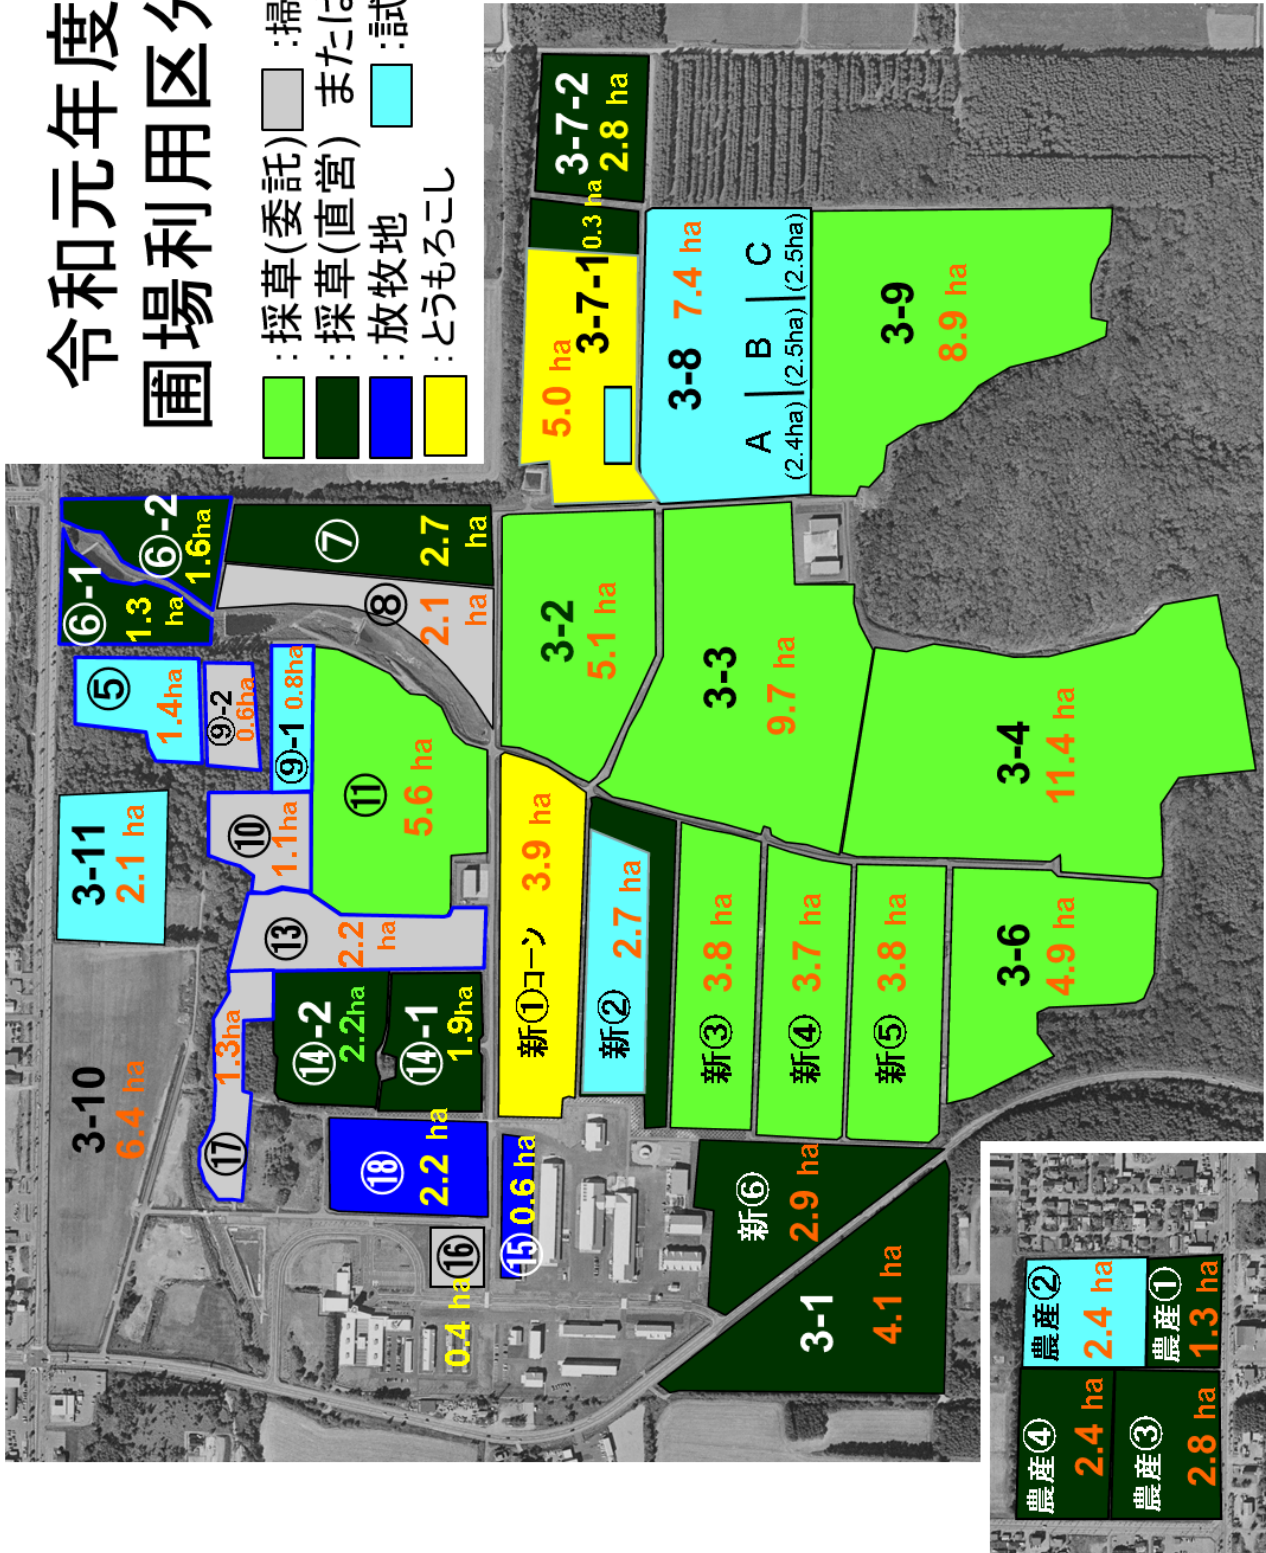 令和元年度
圃場利用区分
:採草(委託)
:採草(直営)
:放牧地
:とうもろこし
:掃
または
:試
3-7-2
2.8 ha
0.3 ha
3-7-1
5.0 ha
3-8 7.4 ha
A | B | C
(2.4ha) (2.5ha) (2.5ha)
3-9
8.9 ha
⑥-1
1.3
ha
⑥-2
1.6ha
⑦
2.7
ha
⑧
2.1
ha
⑤
1.4ha
⑨-2
0.6ha
⑨-1 0.8ha
⑩
1.1ha
⑪
5.6 ha
3-11
2.1 ha
⑬
2.2
ha
3-10
6.4 ha
⑰
1.3ha
⑭-2
2.2ha
⑭-1
1.9ha
⑱
2.2 ha
⑯
0.4 ha
⑮ 0.6 ha
3-2
5.1 ha
3-3
9.7 ha
3-4
11.4 ha
新①コーン 3.9 ha
新② 2.7 ha
新③ 3.8 ha
新④ 3.7 ha
新⑤ 3.8 ha
3-6
4.9 ha
新⑥
2.9 ha
3-1
4.1 ha
農産②
2.4 ha
農産①
1.3 ha
農産④
2.4 ha
農産③
2.8 ha